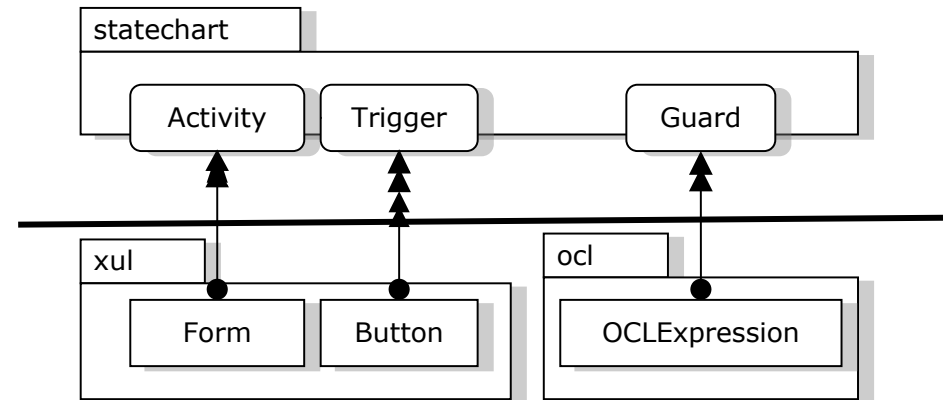 statechart
Activity
Trigger
Guard
xul
ocl
Form
Button
OCLExpression